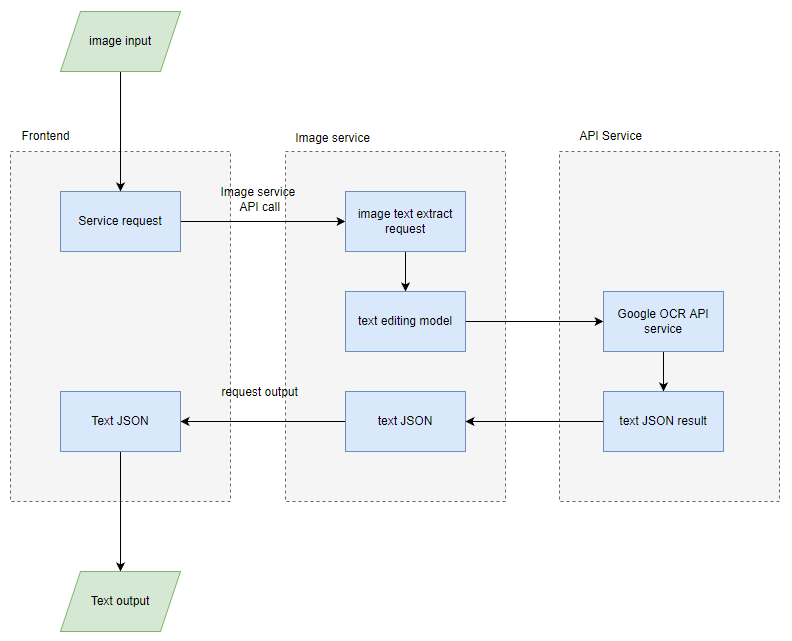 image input
Frontend
Image service
API Service
Service request
Image service
API call
image text extract
request
text editing model
Google OCR API
service
Text JSON
request output
text JSON
text JSON result
Text output